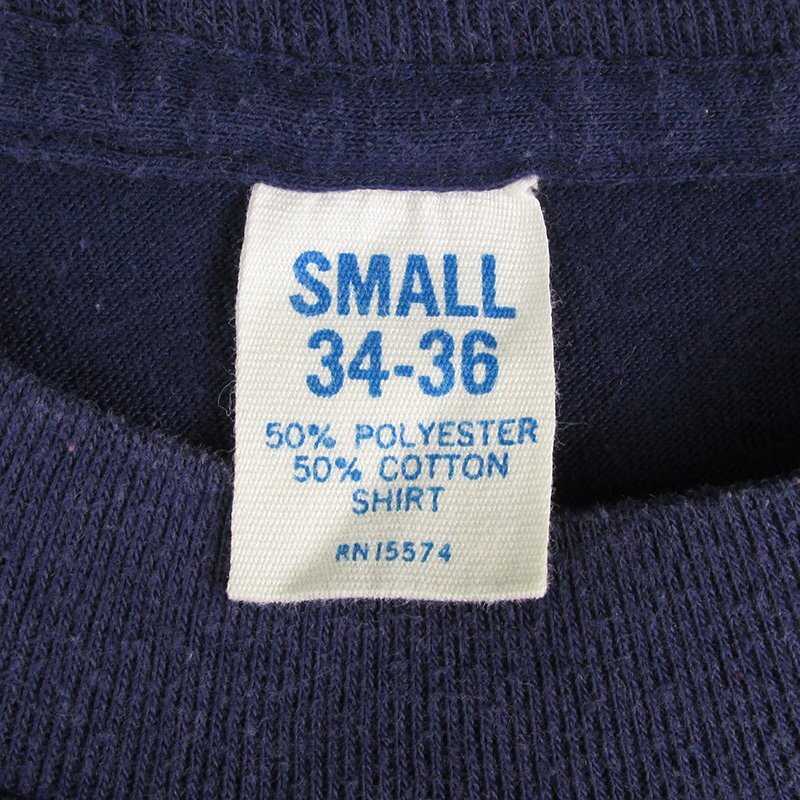 SMALL
34-36
50% POLYESTER
50% COTTON
SHIRT
RN15574